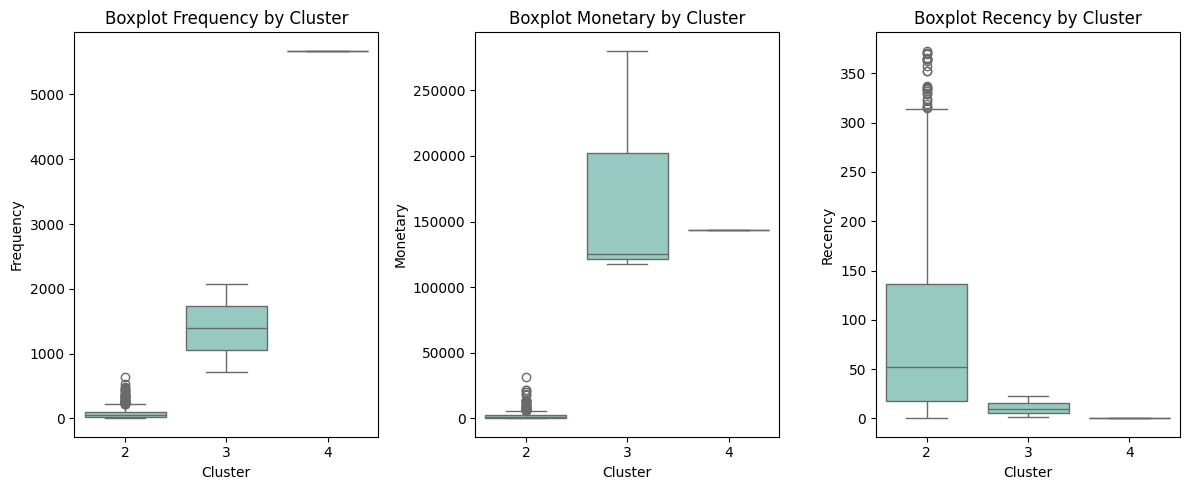 Boxplot Frequency by Cluster
5000
4000
3000
2000
1000
0
Frequency
2 3 4
Cluster
Boxplot Monetary by Cluster
250000
200000
150000
100000
50000
0
Monetary
2 3 4
Cluster
Boxplot Recency by Cluster
350
300
250
200
150
100
50
0
Recency
2 3 4
Cluster